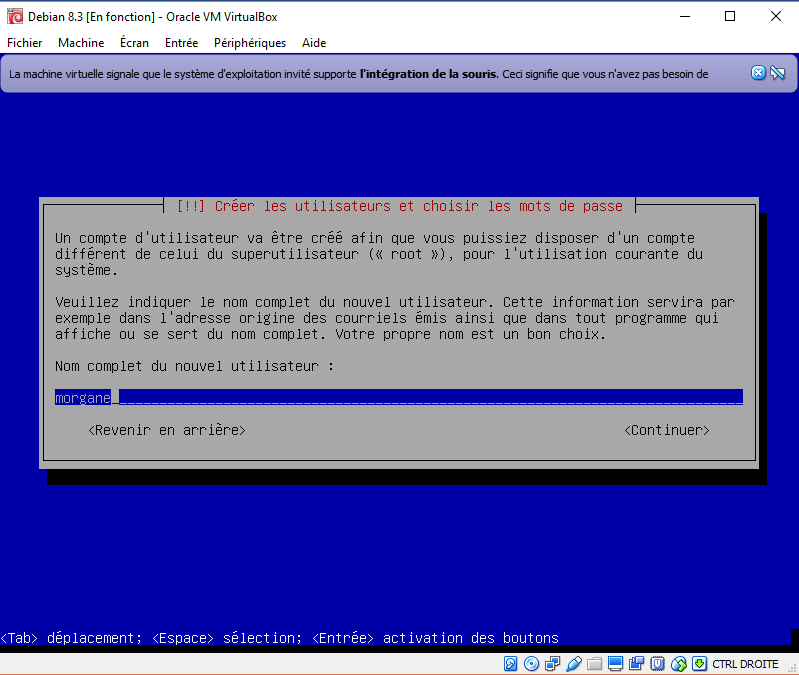 Debian 8.3 [En fonction] - Oracle VM VirtualBox
Fichier Machine Écran Entrée Périphériques Aide
La machine virtuelle signale que le système d'exploitation invité supporte l'intégration de la souris. Ceci signifie que vous n'avez pas besoin de
[!!] Créer les utilisateurs et choisir les mots de passe
Un compte d'utilisateur va être créé afin que vous puissiez disposer d'un compte
différent de celui du superutilisateur (« root »), pour l'utilisation courante du
système.
Veuillez indiquer le nom complet du nouvel utilisateur. Cette information servira par
exemple dans l'adresse origine des courriels émis ainsi que dans tout programme qui
affiche ou se sert du nom complet. Votre propre nom est un bon choix.
Nom complet du nouvel utilisateur :
morgane
<Revenir en arrière> <Continuer>
<Tab> déplacement; <Espace> sélection; <Entrée> activation des boutons
CTRL DROITE